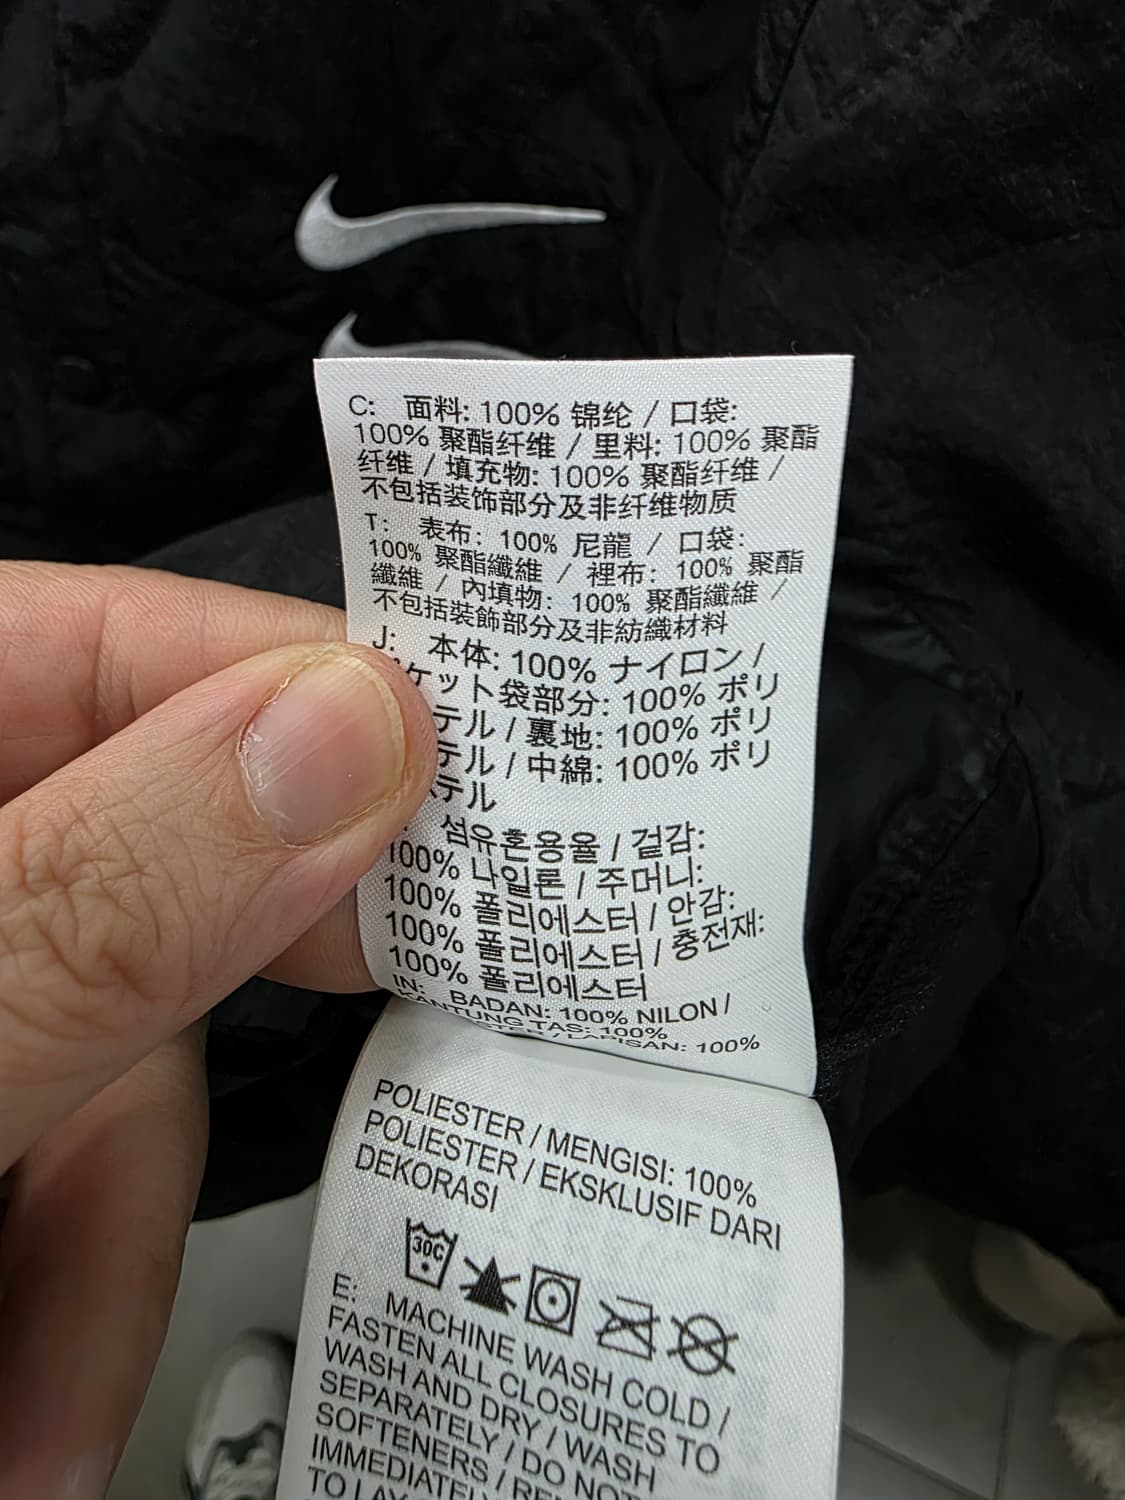 C: 面料: 100% 锦纶 / 口袋:
100% 聚酯纤维 / 里料: 100% 聚酯
纤维 / 填充物: 100% 聚酯纤维 /
不包括装饰部分及非纤维物质
T: 表布: 100% 尼龍 / 口袋:
100% 聚酯纖維 / 裡布: 100% 聚酯
纖維 / 內填物: 100% 聚酯纖維 /
不包括裝飾部分及非紡織材料
J: 本体: 100% ナイロン /
ケット袋部分: 100% ポリ
テル / 裏地: 100% ポリ
テル / 中綿: 100% ポリ
ステル
섬유혼용율 / 겉감:
100% 나일론 / 주머니:
100% 폴리에스터 / 안감:
100% 폴리에스터 / 충전재:
100% 폴리에스터
IN: BADAN: 100% NILON /
KANTUNG TAS: 100%
/ LAPISAN: 100%
POLIESTER / MENGISI: 100%
POLIESTER / EKSKLUSIF DARI
DEKORASI
30C
E: MACHINE WASH COLD /
FASTEN ALL CLOSURES TO
WASH AND DRY / WASH
SEPARATELY / DO NOT
SOFTENERS /
IMMEDIATELY
TO